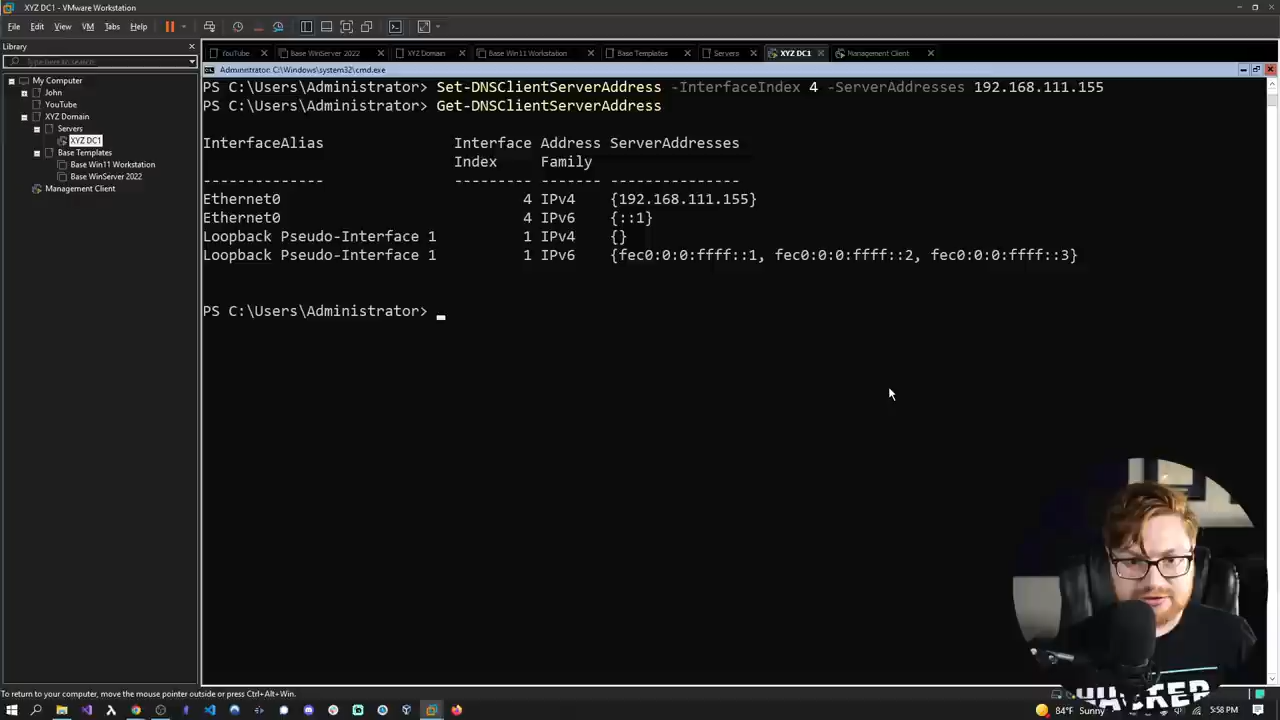 XYZ DC1 - VMware Workstation
File Edit View VM Tabs Help
Library
Type here to search
My Computer
John
YouTube
XYZ Domain
Servers
XYZ DC1
Base Templates
Base Win11 Workstation
Base WinServer 2022
Management Client
YouTube Base WinServer 2022 XYZ Domain Base Win11 Workstation Base Templates Servers XYZ DC1 Management Client
Administrator: C:\Windows\system32\cmd.exe
PS C:\Users\Administrator> Set-DNSClientServerAddress -InterfaceIndex 4 -ServerAddresses 192.168.111.155
PS C:\Users\Administrator> Get-DNSClientServerAddress
InterfaceAlias Interface Address ServerAddresses
Index Family
-------------- --------- ------- ---------------
Ethernet0 4 IPv4 {192.168.111.155}
Ethernet0 4 IPv6 {::1}
Loopback Pseudo-Interface 1 1 IPv4 {}
Loopback Pseudo-Interface 1 1 IPv6 {fec0:0:0:ffff::1, fec0:0:0:ffff::2, fec0:0:0:ffff::3}
PS C:\Users\Administrator>
HACKER
To return to your computer, move the mouse pointer outside or press Ctrl+Alt+Win.
84°F Sunny 5:58 PM